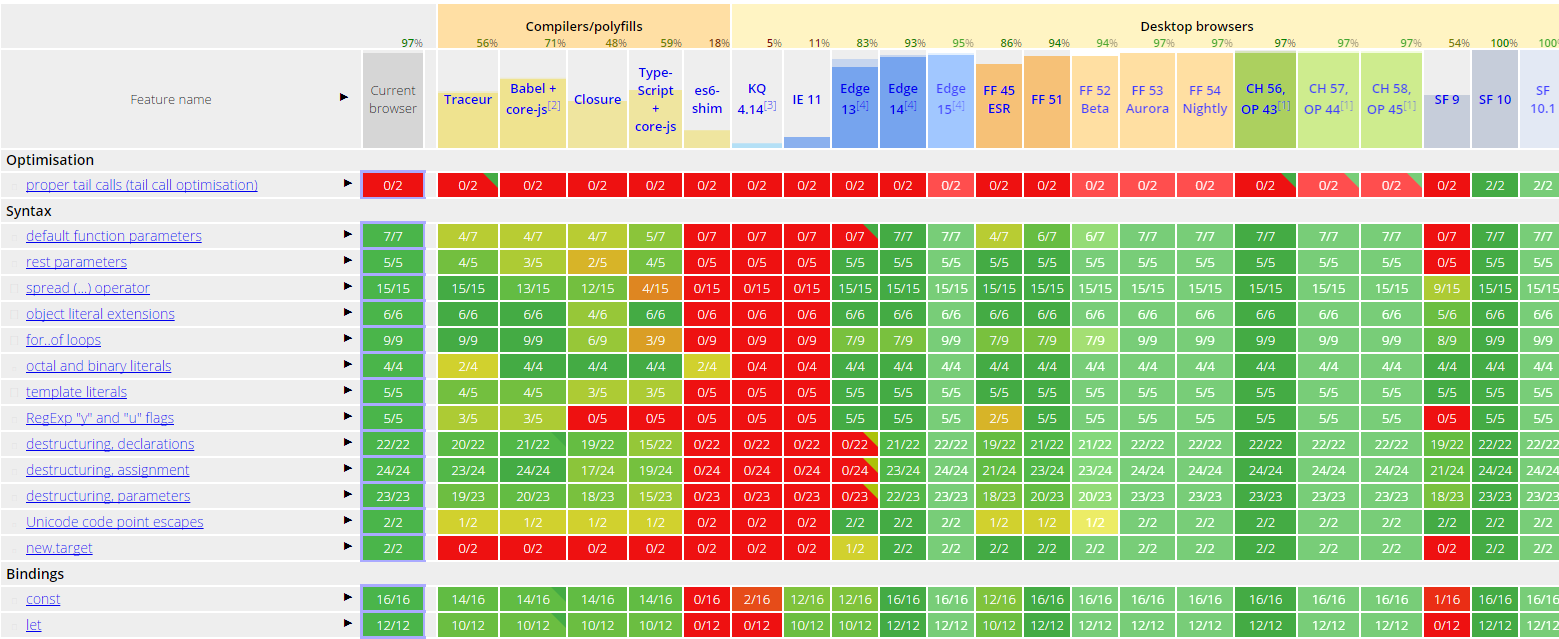 Compilers/polyfills Desktop browsers
97% 56% 71% 48% 59% 18% 5% 11% 83% 93% 95% 86% 94% 94% 97% 97% 97% 97% 97% 54% 100% 100
Feature name ► Current browser Traceur Babel + core-js[2] Closure Type-Script + core-js es6-shim KQ 4.14[3] IE 11 Edge 13[4] Edge 14[4] Edge 15[4] FF 45 ESR FF 51 FF 52 Beta FF 53 Aurora FF 54 Nightly CH 56, OP 43[1] CH 57, OP 44[1] CH 58, OP 45[1] SF 9 SF 10 SF 10.1
Optimisation
proper tail calls (tail call optimisation) ► 0/2 0/2 0/2 0/2 0/2 0/2 0/2 0/2 0/2 0/2 0/2 0/2 0/2 0/2 0/2 0/2 0/2 0/2 0/2 0/2 2/2 2/2
Syntax
default function parameters ► 7/7 4/7 4/7 4/7 5/7 0/7 0/7 0/7 0/7 7/7 7/7 4/7 6/7 6/7 7/7 7/7 7/7 7/7 7/7 0/7 7/7 7/7
rest parameters ► 5/5 4/5 3/5 2/5 4/5 0/5 0/5 0/5 5/5 5/5 5/5 5/5 5/5 5/5 5/5 5/5 5/5 5/5 5/5 0/5 5/5 5/5
spread (...) operator ► 15/15 15/15 13/15 12/15 4/15 0/15 0/15 0/15 15/15 15/15 15/15 15/15 15/15 15/15 15/15 15/15 15/15 15/15 15/15 9/15 15/15 15/15
object literal extensions ► 6/6 6/6 6/6 4/6 6/6 0/6 0/6 0/6 6/6 6/6 6/6 6/6 6/6 6/6 6/6 6/6 6/6 6/6 6/6 5/6 6/6 6/6
for..of loops ► 9/9 9/9 9/9 6/9 3/9 0/9 0/9 0/9 7/9 7/9 9/9 7/9 7/9 7/9 9/9 9/9 9/9 9/9 9/9 8/9 9/9 9/9
octal and binary literals ► 4/4 2/4 4/4 4/4 4/4 2/4 0/4 0/4 4/4 4/4 4/4 4/4 4/4 4/4 4/4 4/4 4/4 4/4 4/4 4/4 4/4 4/4
template literals ► 5/5 4/5 4/5 3/5 3/5 0/5 0/5 0/5 5/5 5/5 5/5 5/5 5/5 5/5 5/5 5/5 5/5 5/5 5/5 5/5 5/5 5/5
RegExp "y" and "u" flags ► 5/5 3/5 3/5 0/5 0/5 0/5 0/5 0/5 5/5 5/5 5/5 2/5 5/5 5/5 5/5 5/5 5/5 5/5 5/5 0/5 5/5 5/5
destructuring, declarations ► 22/22 20/22 21/22 19/22 15/22 0/22 0/22 0/22 0/22 21/22 22/22 19/22 21/22 21/22 22/22 22/22 22/22 22/22 22/22 19/22 22/22 22/22
destructuring, assignment ► 24/24 23/24 24/24 17/24 19/24 0/24 0/24 0/24 0/24 23/24 24/24 21/24 23/24 23/24 24/24 24/24 24/24 24/24 24/24 21/24 24/24 24/24
destructuring, parameters ► 23/23 19/23 20/23 18/23 15/23 0/23 0/23 0/23 0/23 22/23 23/23 18/23 20/23 20/23 23/23 23/23 23/23 23/23 23/23 18/23 23/23 23/23
Unicode code point escapes ► 2/2 1/2 1/2 1/2 1/2 0/2 0/2 0/2 2/2 2/2 2/2 1/2 1/2 1/2 2/2 2/2 2/2 2/2 2/2 2/2 2/2 2/2
new.target ► 2/2 0/2 0/2 0/2 0/2 0/2 0/2 0/2 1/2 2/2 2/2 2/2 2/2 2/2 2/2 2/2 2/2 2/2 2/2 0/2 2/2 2/2
Bindings
const ► 16/16 14/16 14/16 14/16 14/16 0/16 2/16 12/16 12/16 16/16 16/16 12/16 16/16 16/16 16/16 16/16 16/16 16/16 16/16 1/16 16/16 16/16
let ► 12/12 10/12 10/12 10/12 10/12 0/12 0/12 10/12 10/12 12/12 12/12 10/12 12/12 12/12 12/12 12/12 12/12 12/12 12/12 0/12 12/12 12/12